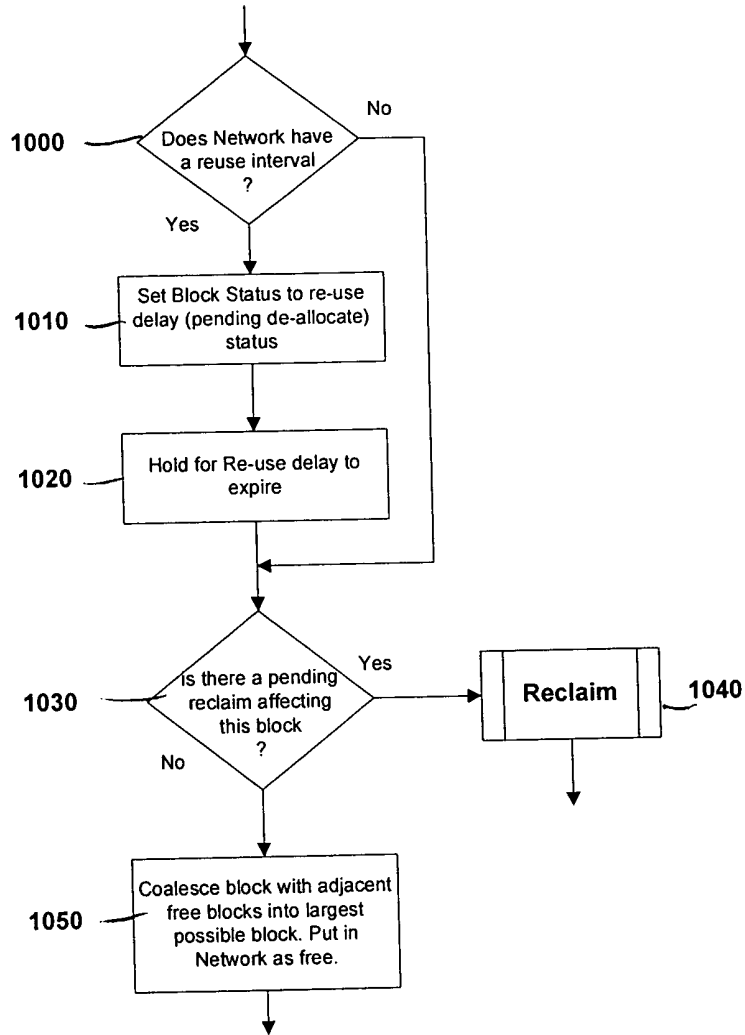 No
1000
Does Network have
a reuse interval
?
Yes
Set Block Status to re-use
delay (pending de-allocate)
status
1010
Hold for Re-use delay to
expire
1020
Is there a pending
reclaim affecting
this block
?
Yes
1030
Reclaim
1040
No
Coalesce block with adjacent
free blocks into largest
possible block. Put in
Network as free.
1050